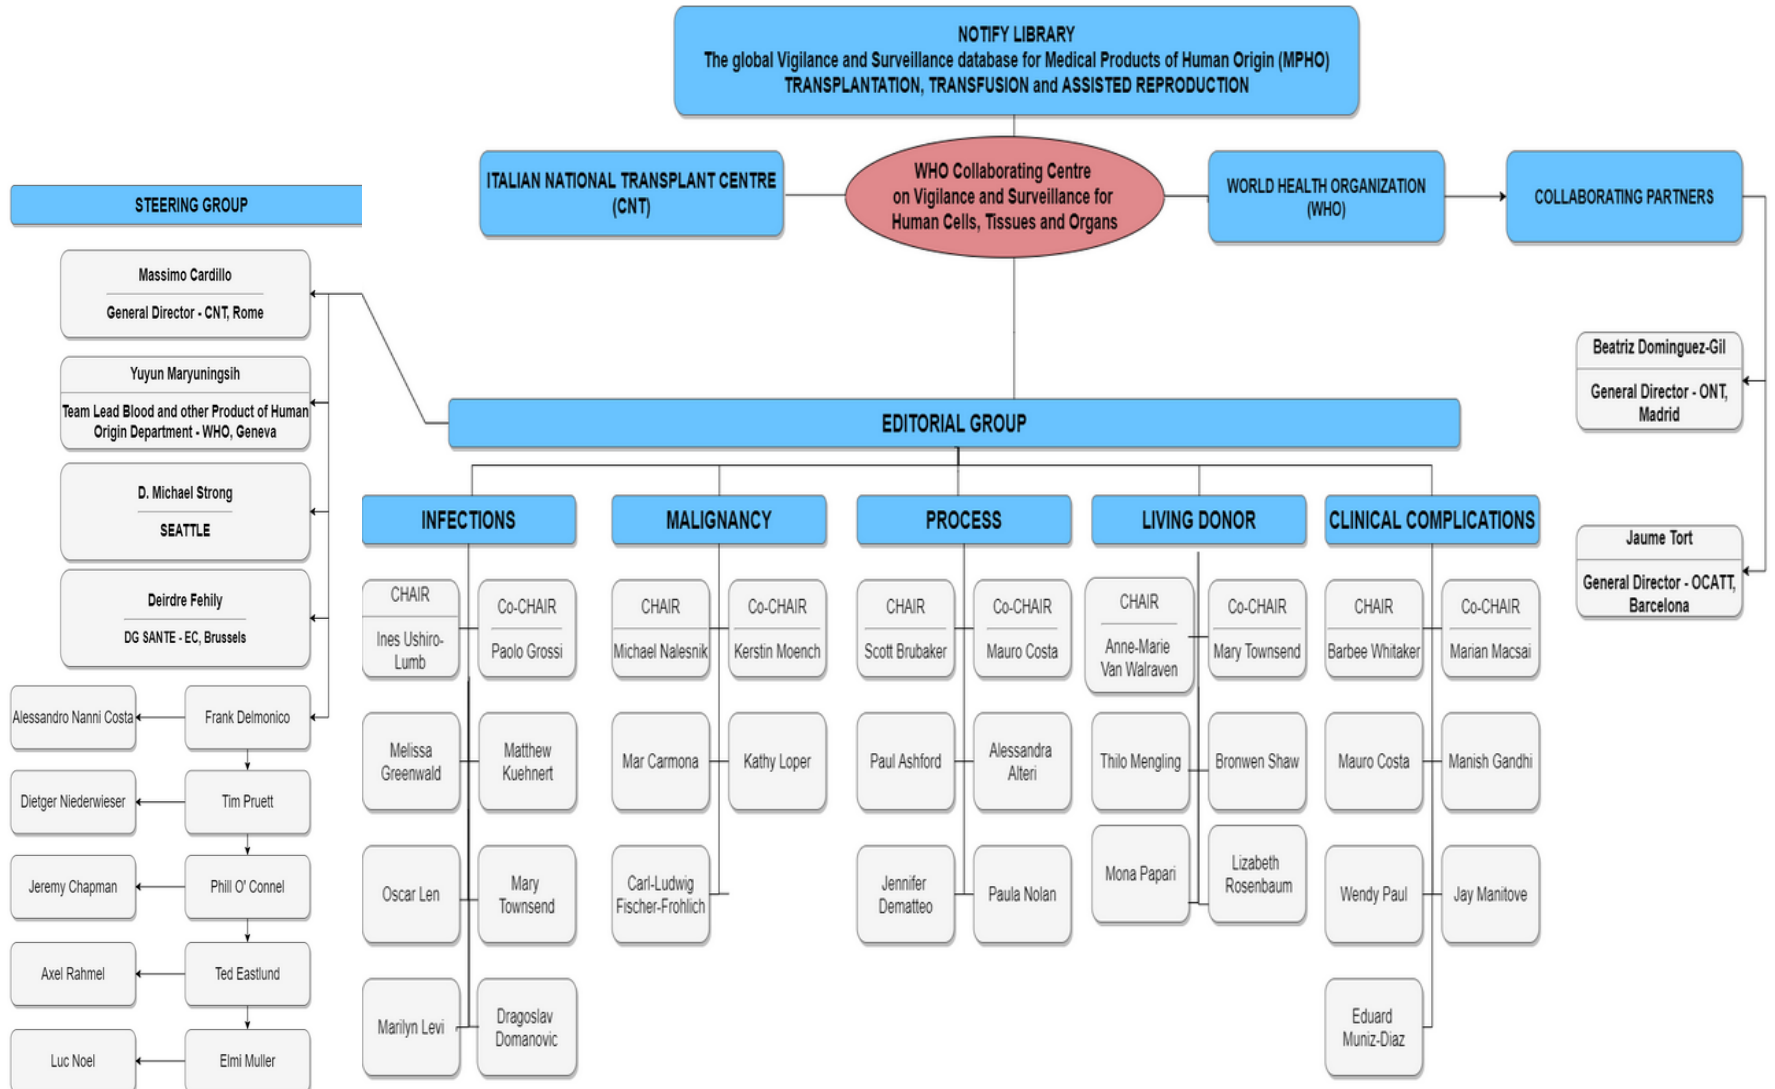 NOTIFY LIBRARY
The global Vigilance and Surveillance database for Medical Products of Human Origin (MPHO)
TRANSPLANTATION, TRANSFUSION and ASSISTED REPRODUCTION
ITALIAN NATIONAL TRANSPLANT CENTRE
(CNT)
WHO Collaborating Centre
on Vigilance and Surveillance for
Human Cells, Tissues and Organs
WORLD HEALTH ORGANIZATION
(WHO)
COLLABORATING PARTNERS
Beatriz Dominguez-Gil
General Director - ONT,
Madrid
Jaume Tort
General Director - OCATT,
Barcelona
STEERING GROUP
Massimo Cardillo
General Director - CNT, Rome
Yuyun Maryuningsih
Team Lead Blood and other Product of Human
Origin Department - WHO, Geneva
D. Michael Strong
SEATTLE
Deirdre Fehily
DG SANTE - EC, Brussels
Alessandro Nanni Costa
Frank Delmonico
Dietger Niederwieser
Tim Pruett
Jeremy Chapman
Phill O' Connel
Axel Rahmel
Ted Eastlund
Luc Noel
Elmi Muller
EDITORIAL GROUP
INFECTIONS
CHAIR
Ines Ushiro-
Lumb
Co-CHAIR
Paolo Grossi
Melissa
Greenwald
Matthew
Kuehnert
Oscar Len
Mary
Townsend
Marilyn Levi
Dragoslav
Domanovic
MALIGNANCY
CHAIR
Michael Nalesnik
Co-CHAIR
Kerstin Moench
Mar Carmona
Kathy Loper
Carl-Ludwig
Fischer-Frohlich
PROCESS
CHAIR
Scott Brubaker
Co-CHAIR
Mauro Costa
Paul Ashford
Alessandra
Alteri
Jennifer
Dematteo
Paula Nolan
LIVING DONOR
CHAIR
Anne-Marie
Van Walraven
Co-CHAIR
Mary Townsend
Thilo Mengling
Bronwen Shaw
Mona Papari
Lizabeth
Rosenbaum
CLINICAL COMPLICATIONS
CHAIR
Barbee Whitaker
Co-CHAIR
Marian Macsai
Mauro Costa
Manish Gandhi
Wendy Paul
Jay Manitove
Eduard
Muniz-Diaz